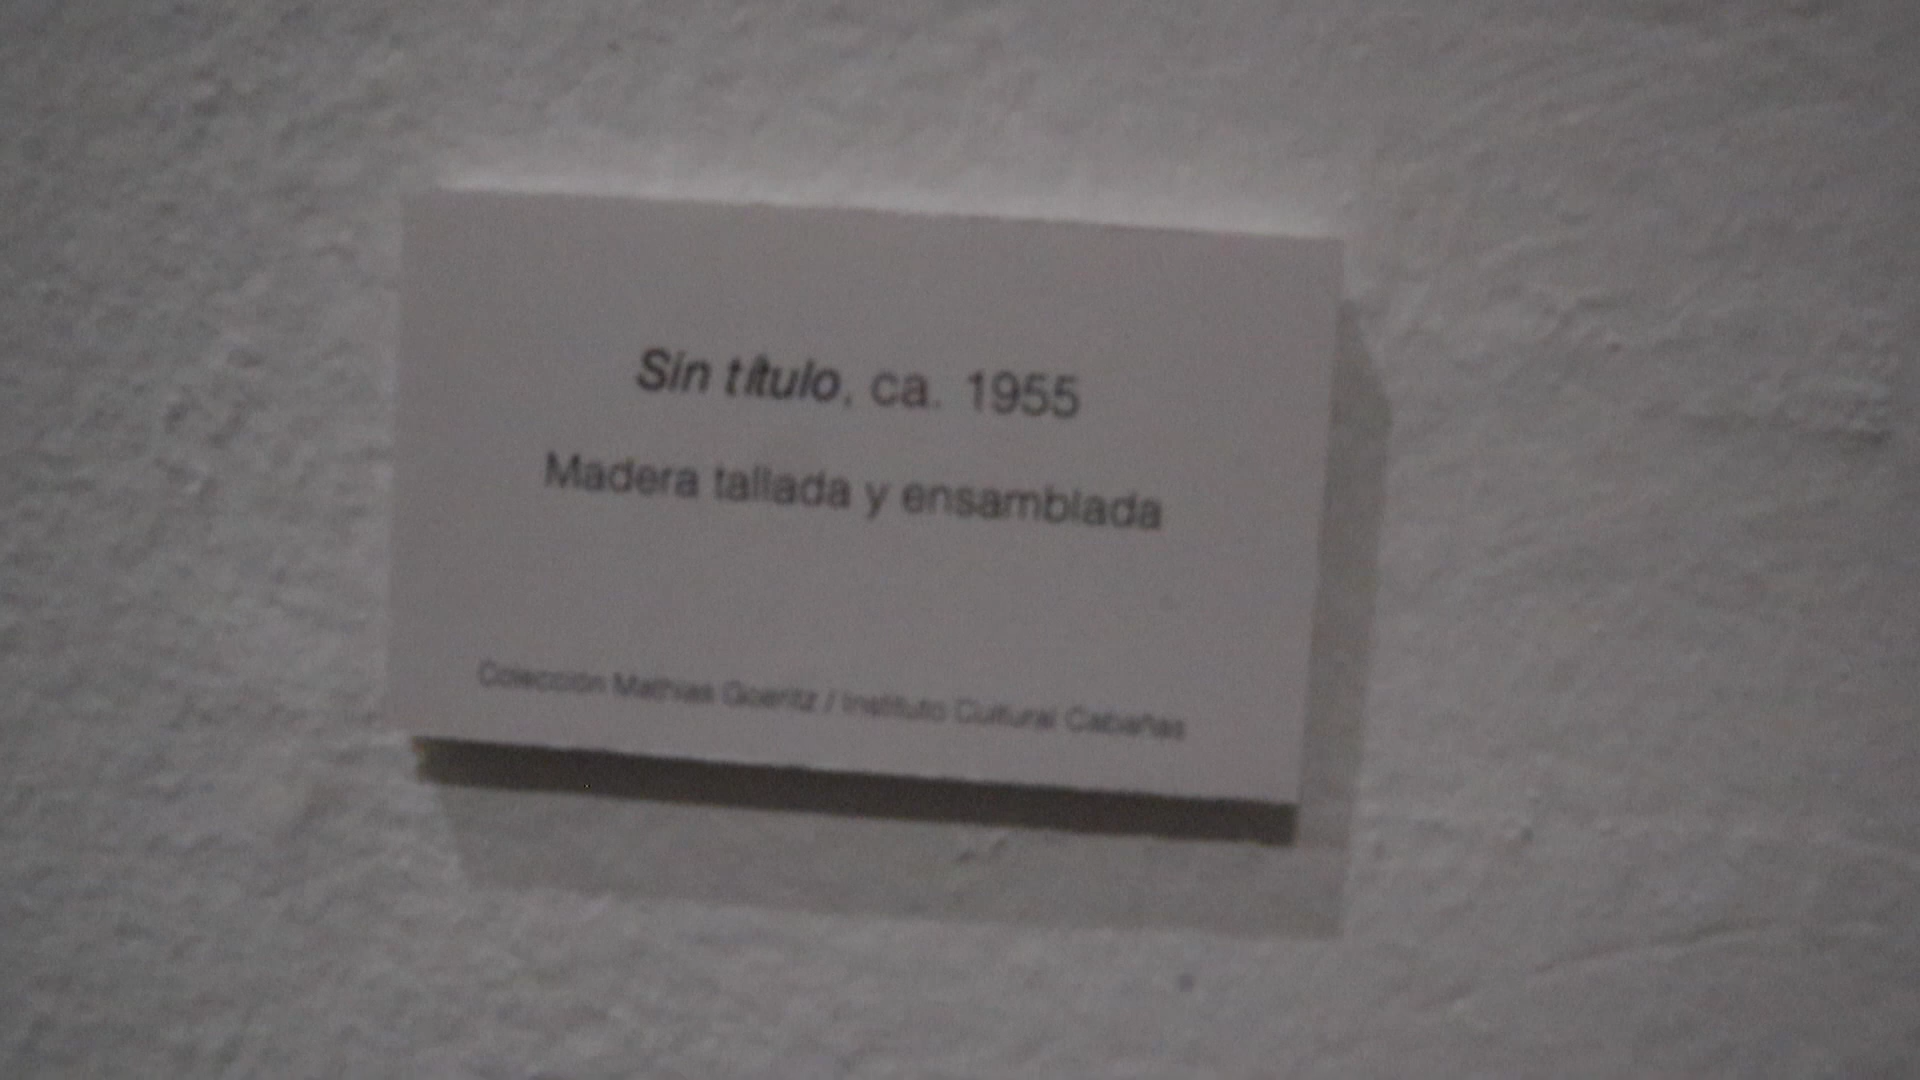 Sin título, ca. 1955
Madera tallada y ensamblada
Colección Mathias Goeritz / Instituto Cultural Cabañas